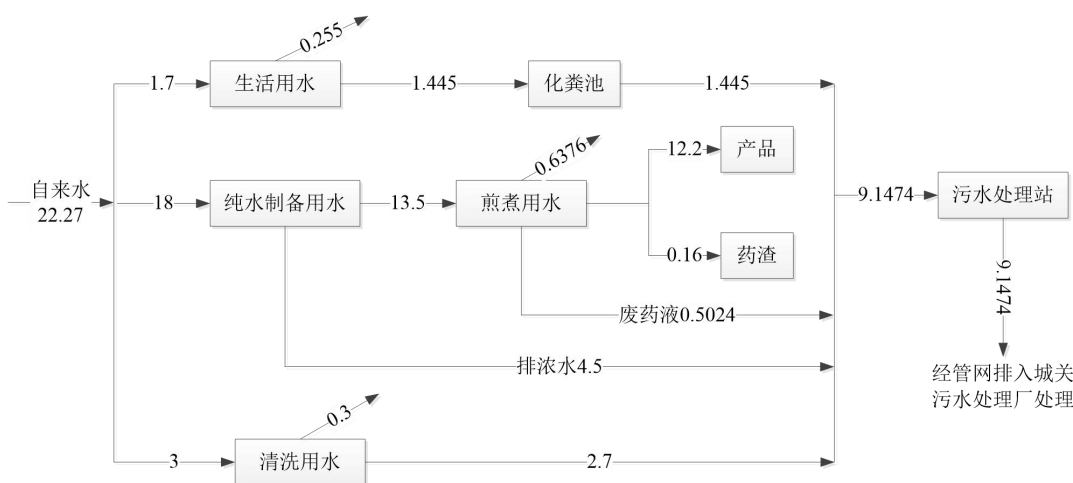 0.255
1.7
生活用水
1.445
化粪池
1.445
0.6376
12.2
产品
自来水
22.27
18
纯水制备用水
13.5
煎煮用水
9.1474
污水处理站
0.16
药渣
9.1474
废药液0.5024
排浓水4.5
经管网排入城关
污水处理厂处理
0.3
3
清洗用水
2.7